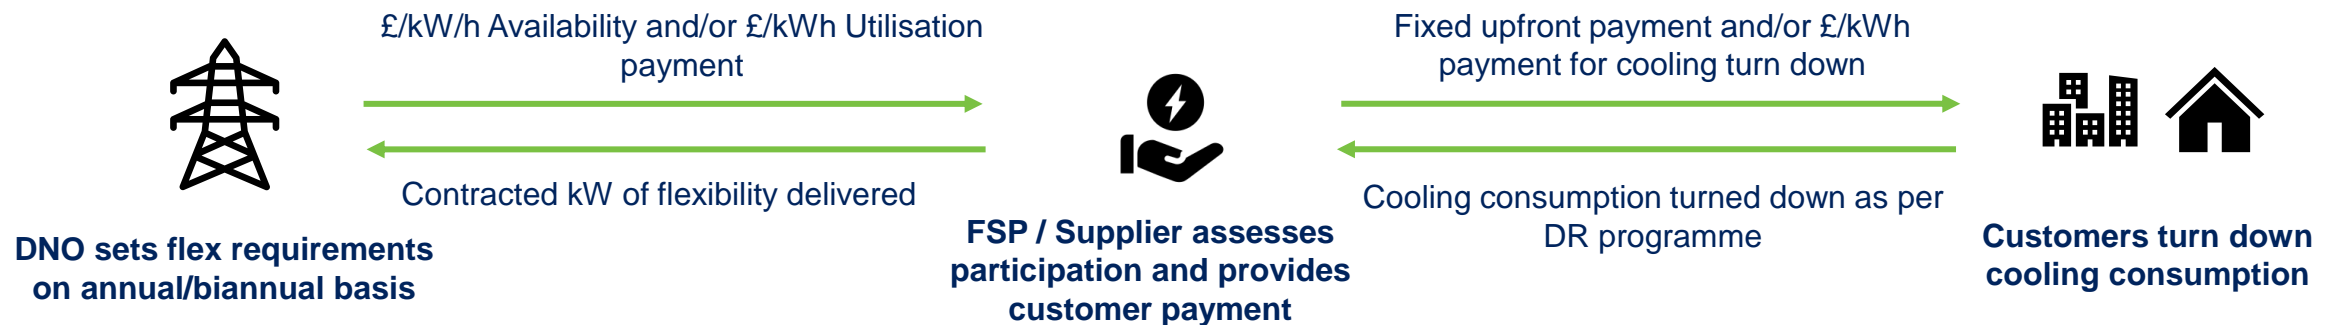 £/kW/h Availability and/or £/kWh Utilisation
payment
Fixed upfront payment and/or £/kWh
payment for cooling turn down
Contracted kW of flexibility delivered
Cooling consumption turned down as per
DR programme
DNO sets flex requirements
on annual/biannual basis
FSP / Supplier assesses
participation and provides
customer payment
Customers turn down
cooling consumption